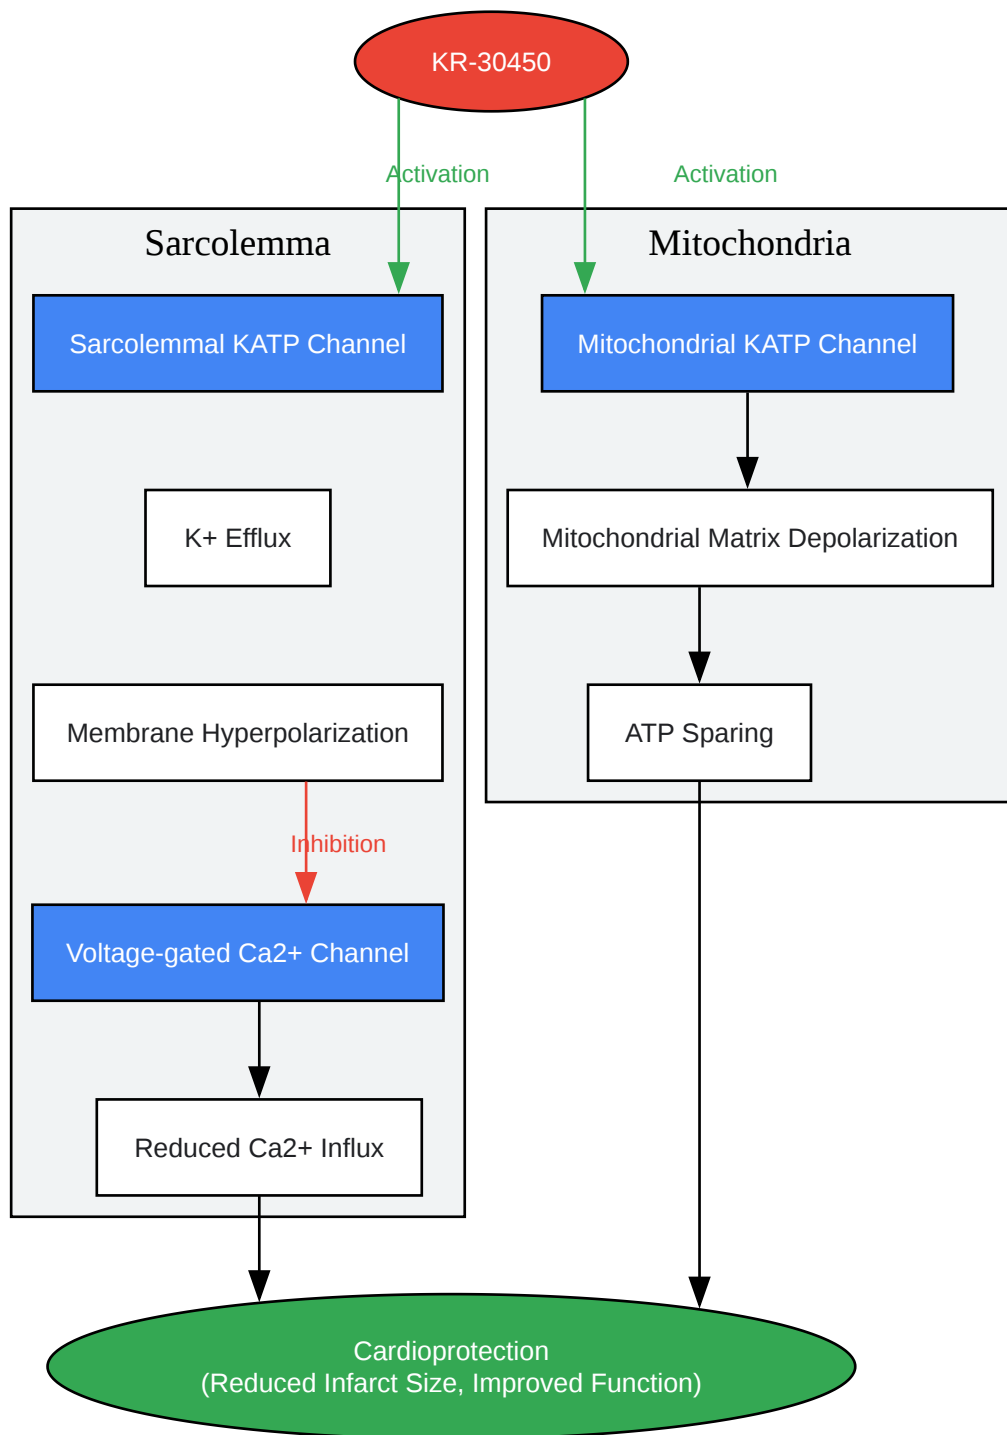 KR-30450
Activation
Activation
Sarcolemma
Sarcolemmal KATP Channel
K+ Efflux
Membrane Hyperpolarization
Inhibition
Voltage-gated Ca2+ Channel
Reduced Ca2+ Influx
Mitochondria
Mitochondrial KATP Channel
Mitochondrial Matrix Depolarization
ATP Sparing
Cardioprotection
(Reduced Infarct Size, Improved Function)